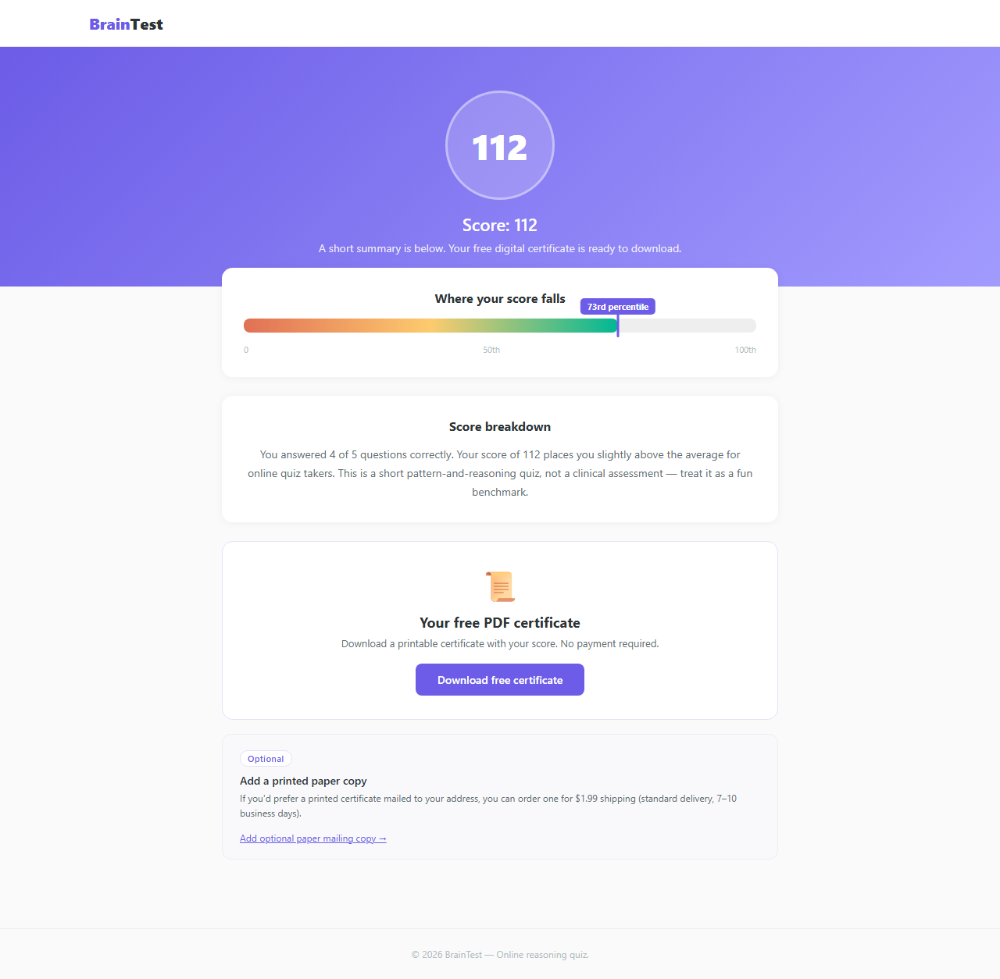 BrainTest
112
Score: 112
A short summary is below. Your free digital certificate is ready to download.
Where your score falls
73rd percentile
0 50th 100th
Score breakdown
You answered 4 of 5 questions correctly. Your score of 112 places you slightly above the average for
online quiz takers. This is a short pattern-and-reasoning quiz, not a clinical assessment — treat it as a fun
benchmark.
Your free PDF certificate
Download a printable certificate with your score. No payment required.
Download free certificate
Optional
Add a printed paper copy
If you'd prefer a printed certificate mailed to your address, you can order one for $1.99 shipping (standard delivery, 7–10
business days).
Add optional paper mailing copy →
© 2026 BrainTest — Online reasoning quiz.